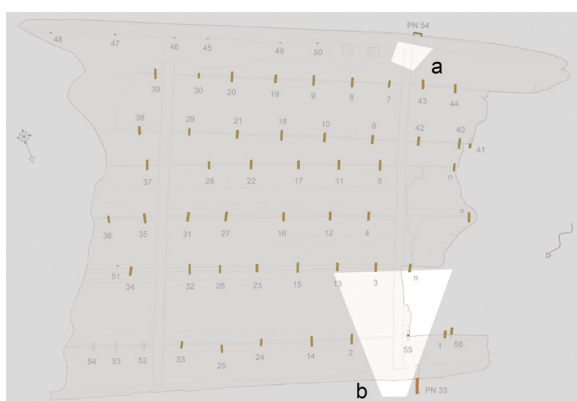 PN 54
48 47 46 45 49 50
a
39 30 20 19 9 8 7 43 44
38 29 21 18 10 6 42 40
41
37 28 22 17 11 5 n
n
36 35 31 27 16 12 4
51
34 32 26 23 15 13 3 n
54 53 52 33 25 24 14 2 55 1 56
b PN 33